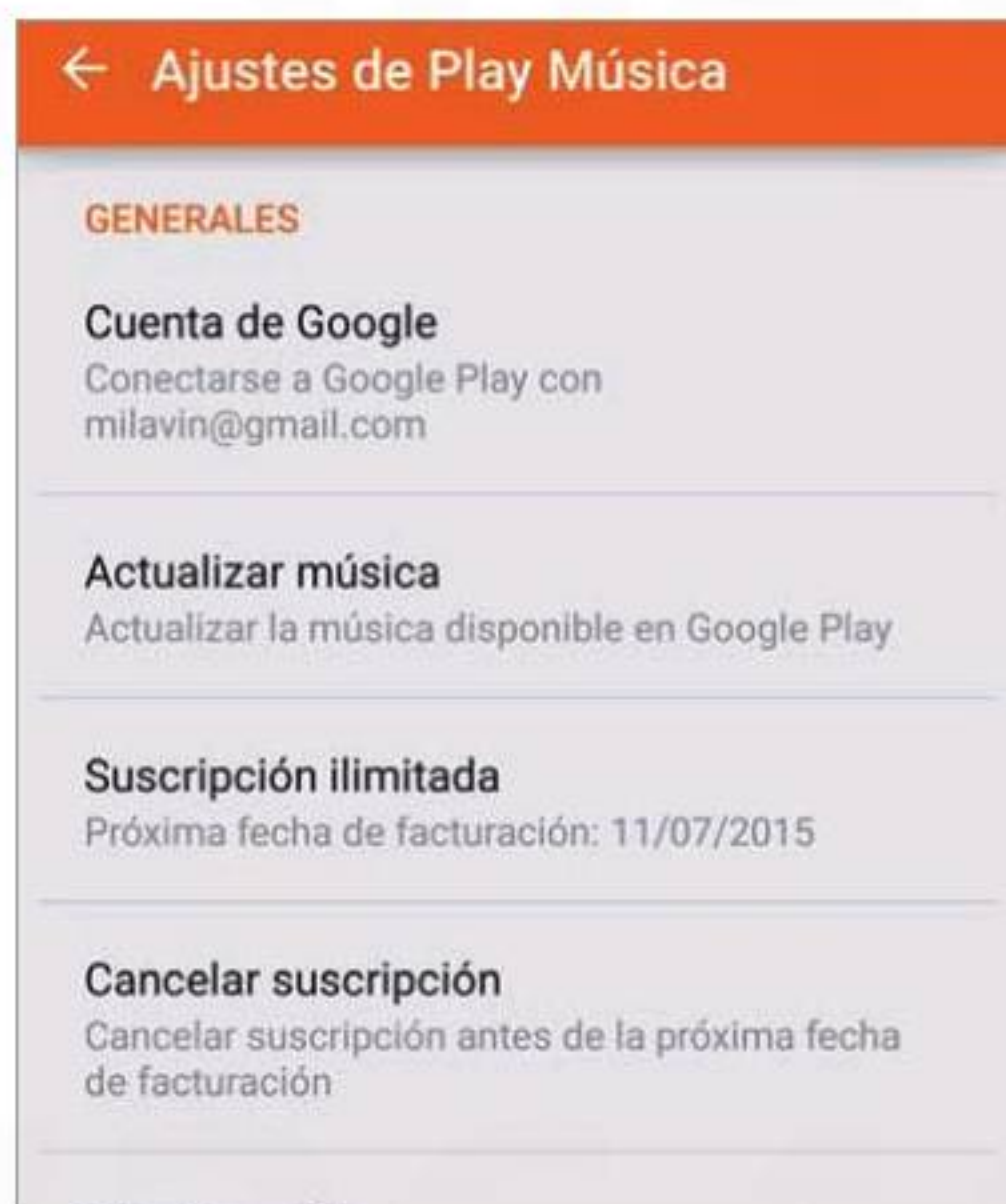 Ajustes de Play Música
GENERALES
Cuenta de Google
Conectarse a Google Play con
milavin@gmail.com
Actualizar música
Actualizar la música disponible en Google Play
Suscripción ilimitada
Próxima fecha de facturación: 11/07/2015
Cancelar suscripción
Cancelar suscripción antes de la próxima fecha
de facturación